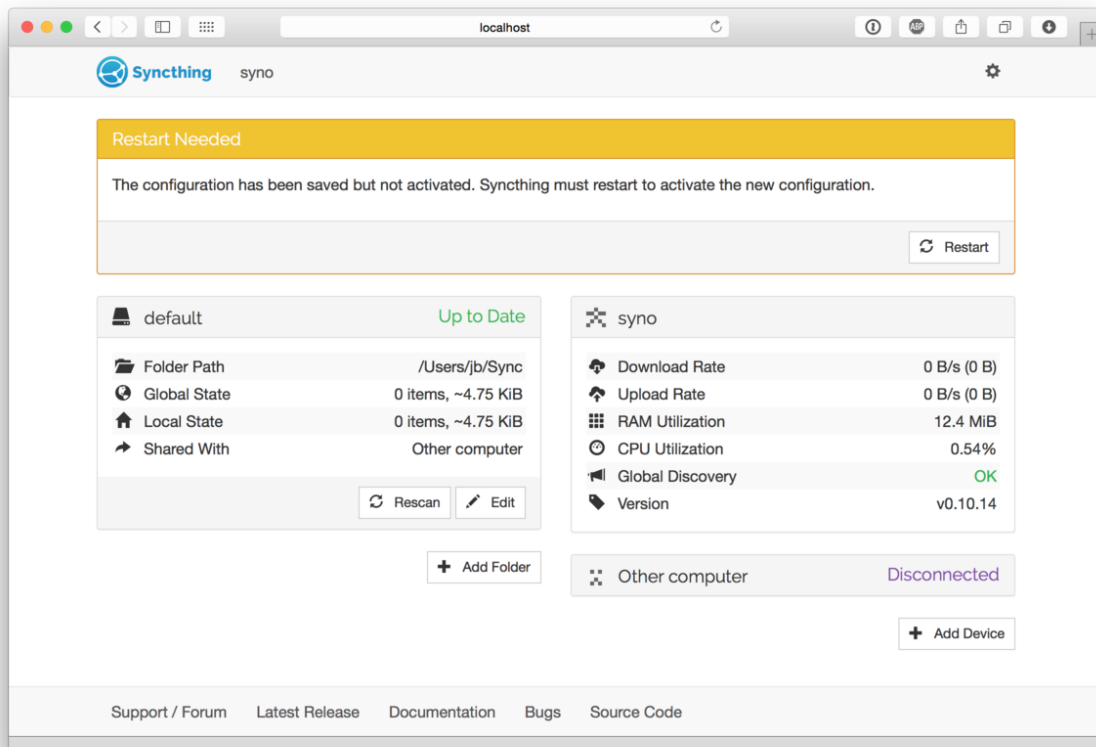 localhost
ABP
Syncthing syno
Restart Needed
The configuration has been saved but not activated. Syncthing must restart to activate the new configuration.
Restart
default Up to Date
Folder Path /Users/jb/Sync
Global State 0 items, ~4.75 KiB
Local State 0 items, ~4.75 KiB
Shared With Other computer
Rescan Edit
Add Folder
syno
Download Rate 0 B/s (0 B)
Upload Rate 0 B/s (0 B)
RAM Utilization 12.4 MiB
CPU Utilization 0.54%
Global Discovery OK
Version v0.10.14
Other computer Disconnected
Add Device
Support / Forum Latest Release Documentation Bugs Source Code